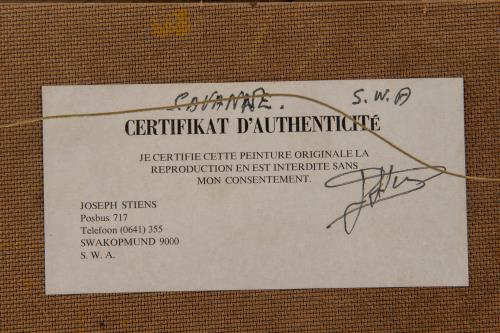 SAVANNE. S.W.A
CERTIFIKAT D'AUTHENTICITÉ
JE CERTIFIE CETTE PEINTURE ORIGINALE LA
REPRODUCTION EN EST INTERDITE SANS
MON CONSENTEMENT.
JOSEPH STIENS
Posbus 717
Telefoon (0641) 355
SWAKOPMUND 9000
S. W. A.